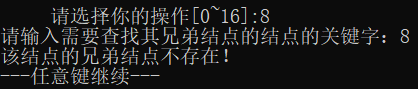 请选择你的操作[0~16]:8
请输入需要查找其兄弟结点的结点的关键字：8
该结点的兄弟结点不存在！
---任意键继续---